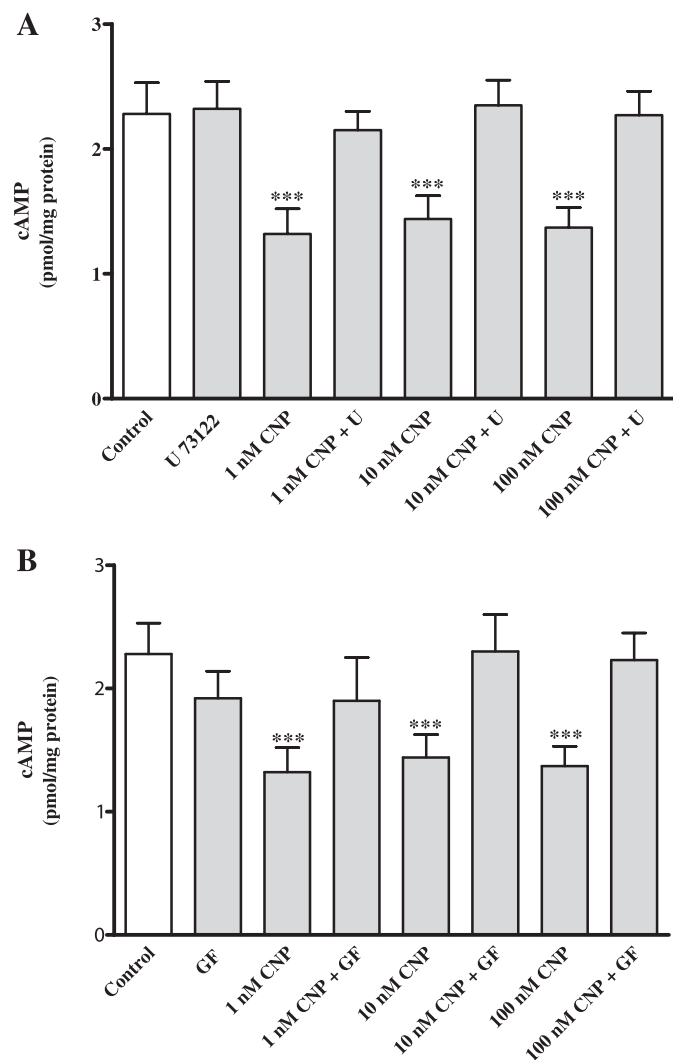 A
3
2
1
0
cAMP
(pmol/mg protein)
***
***
***
Control
U 73122
1 nM CNP
1 nM CNP + U
10 nM CNP
10 nM CNP + U
100 nM CNP
100 nM CNP + U
B
3
2
1
0
cAMP
(pmol/mg protein)
***
***
***
Control
GF
1 nM CNP
1 nM CNP + GF
10 nM CNP
10 nM CNP + GF
100 nM CNP
100 nM CNP + GF